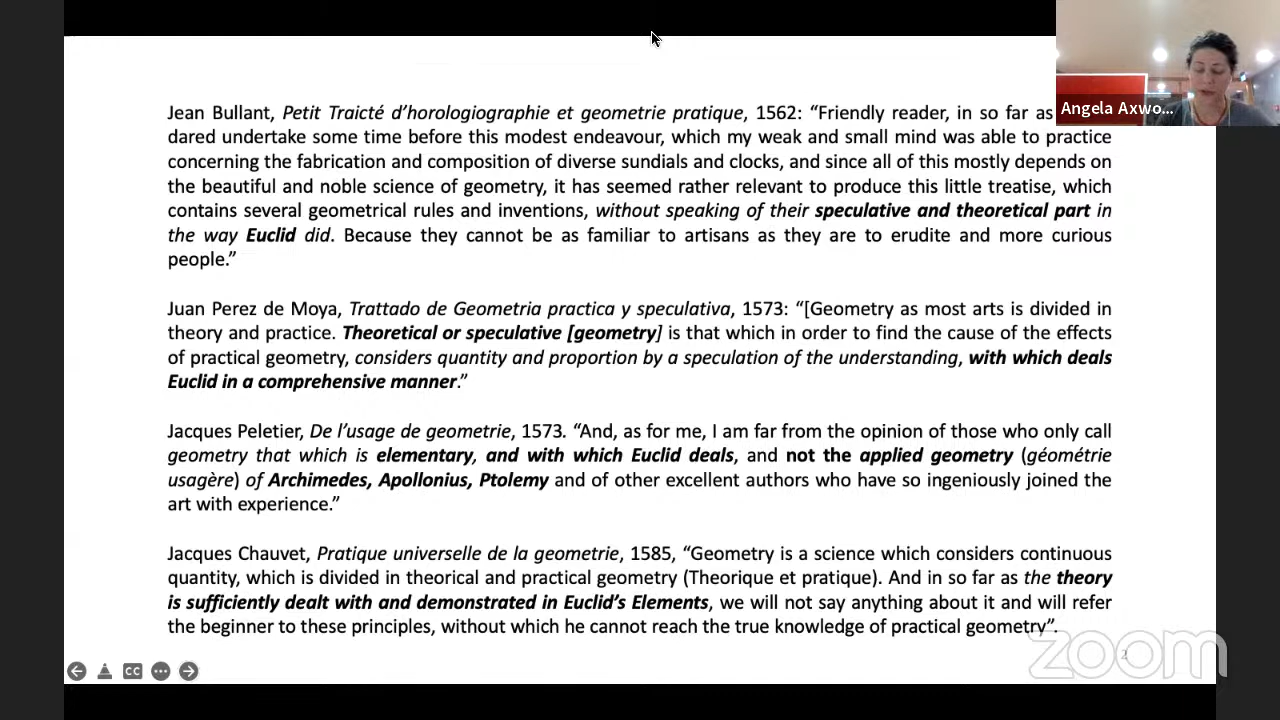 Jean Bullant, Petit Traicté d’horologiographie et geometrie pratique, 1562: “Friendly reader, in so far as
Angela Axwo...
dared undertake some time before this modest endeavour, which my weak and small mind was able to practice
concerning the fabrication and composition of diverse sundials and clocks, and since all of this mostly depends on
the beautiful and noble science of geometry, it has seemed rather relevant to produce this little treatise, which
contains several geometrical rules and inventions, without speaking of their speculative and theoretical part in
the way Euclid did. Because they cannot be as familiar to artisans as they are to erudite and more curious
people.”
Juan Perez de Moya, Trattado de Geometria practica y speculativa, 1573: “[Geometry as most arts is divided in
theory and practice. Theoretical or speculative [geometry] is that which in order to find the cause of the effects
of practical geometry, considers quantity and proportion by a speculation of the understanding, with which deals
Euclid in a comprehensive manner.”
Jacques Peletier, De l’usage de geometrie, 1573. “And, as for me, I am far from the opinion of those who only call
geometry that which is elementary, and with which Euclid deals, and not the applied geometry (géométrie
usagère) of Archimedes, Apollonius, Ptolemy and of other excellent authors who have so ingeniously joined the
art with experience.”
Jacques Chauvet, Pratique universelle de la geometrie, 1585, “Geometry is a science which considers continuous
quantity, which is divided in theorical and practical geometry (Theorique et pratique). And in so far as the theory
is sufficiently dealt with and demonstrated in Euclid’s Elements, we will not say anything about it and will refer
the beginner to these principles, without which he cannot reach the true knowledge of practical geometry”.
zoom
2
CC